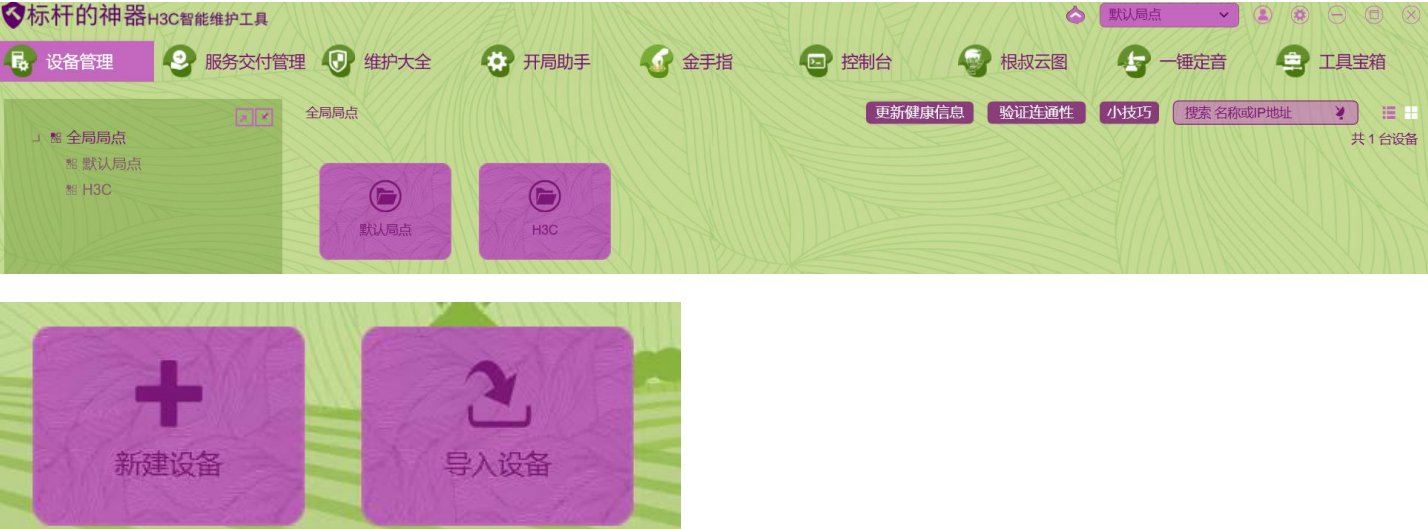 标杆的神器H3C智能维护工具
默认局点
设备管理 服务交付管理 维护大全 开局助手 金手指 控制台 根叔云图 一锤定音 工具宝箱
全局局点 更新健康信息 验证连通性 小技巧 搜索 名称或IP地址
共 1 台设备
全局局点
默认局点
H3C
默认局点 H3C
新建设备 导入设备